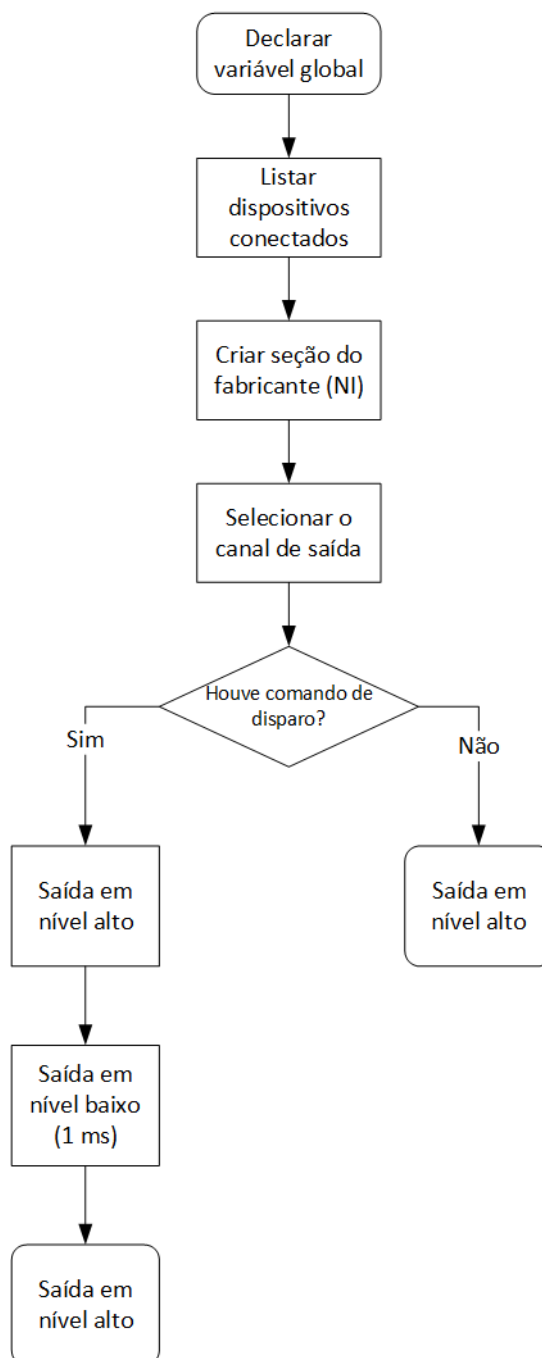 Declarar
variável global
Listar
dispositivos
conectados
Criar seção do
fabricante (NI)
Selecionar o
canal de saída
Houve comando de
disparo?
Sim
Não
Saída em
nível alto
Saída em
nível alto
Saída em
nível baixo
(1 ms)
Saída em
nível alto